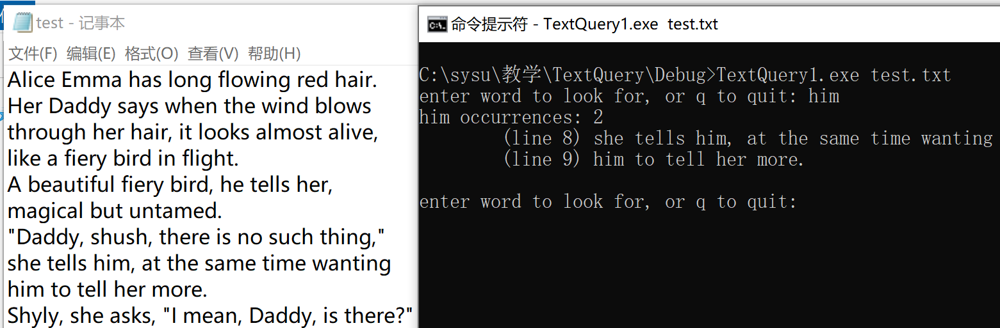 test - 记事本
文件(F) 编辑(E) 格式(O) 查看(V) 帮助(H)
Alice Emma has long flowing red hair.
Her Daddy says when the wind blows
through her hair, it looks almost alive,
like a fiery bird in flight.
A beautiful fiery bird, he tells her,
magical but untamed.
"Daddy, shush, there is no such thing,"
she tells him, at the same time wanting
him to tell her more.
Shyly, she asks, "I mean, Daddy, is there?"
命令提示符 - TextQuery1.exe test.txt
C:\sysu\教学\TextQuery\Debug>TextQuery1.exe test.txt
enter word to look for, or q to quit: him
him occurrences: 2
(line 8) she tells him, at the same time wanting
(line 9) him to tell her more.
enter word to look for, or q to quit: